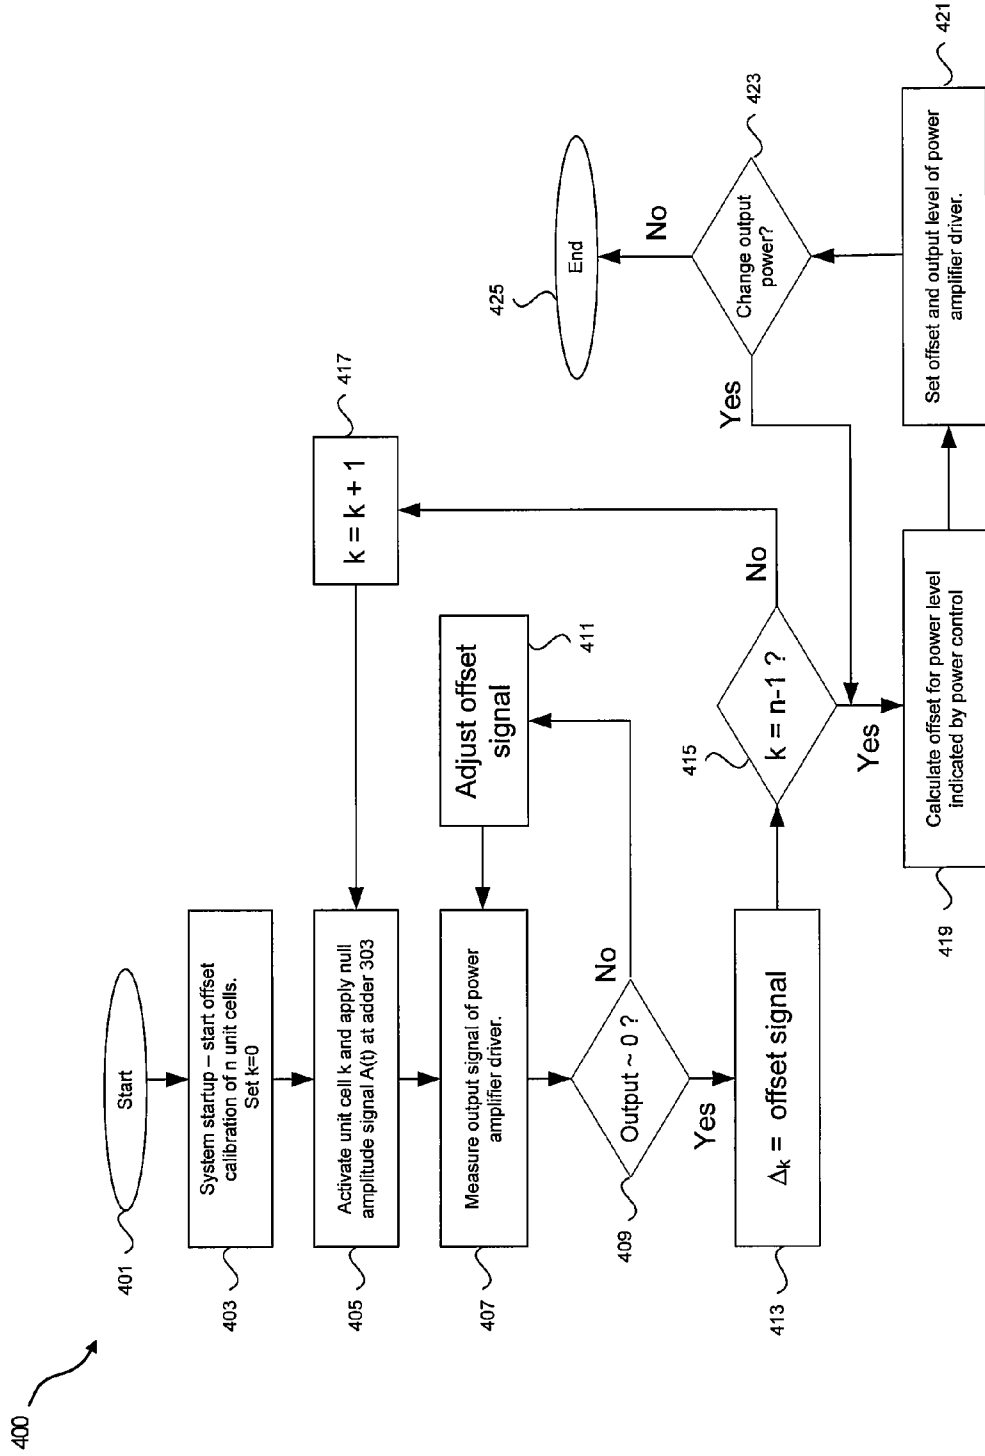 400
Start
401
System startup – start offset
calibration of n unit cells.
Set k=0
403
Activate unit cell k and apply null
amplitude signal A(t) at adder 303
405
k = k + 1
417
Measure output signal of power
amplifier driver.
407
Adjust offset
signal
411
Output ~ 0 ?
409
No
Yes
Δk = offset signal
413
k = n-1 ?
415
No
Yes
Calculate offset for power level
indicated by power control
419
Set offset and output level of power
amplifier driver.
421
Change output
power?
423
Yes
No
End
425